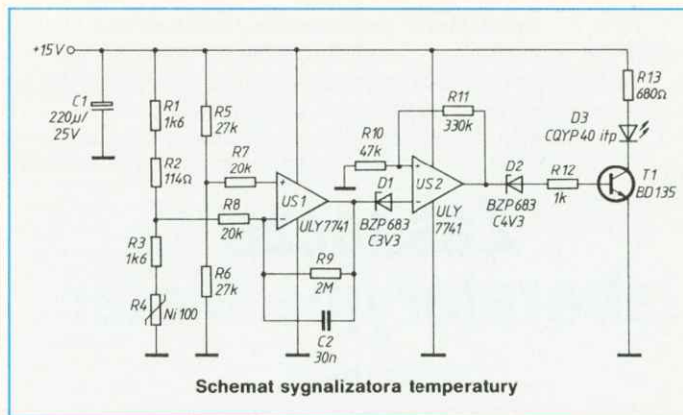 +15V
C1
220µ/
25V
R1
1k6
R2
114Ω
R3
1k6
R4
Ni100
R5
27k
R6
27k
R7
20k
R8
20k
+
US1
-
ULY7741
R9
2M
C2
30n
D1
BZP683
C3V3
R10
47k
R11
330k
+
US2
-
ULY
7741
D2
BZP683
C4V3
R12
1k
R13
680Ω
D3
CQYP40 itp
T1
BD135
Schemat sygnalizatora temperatury